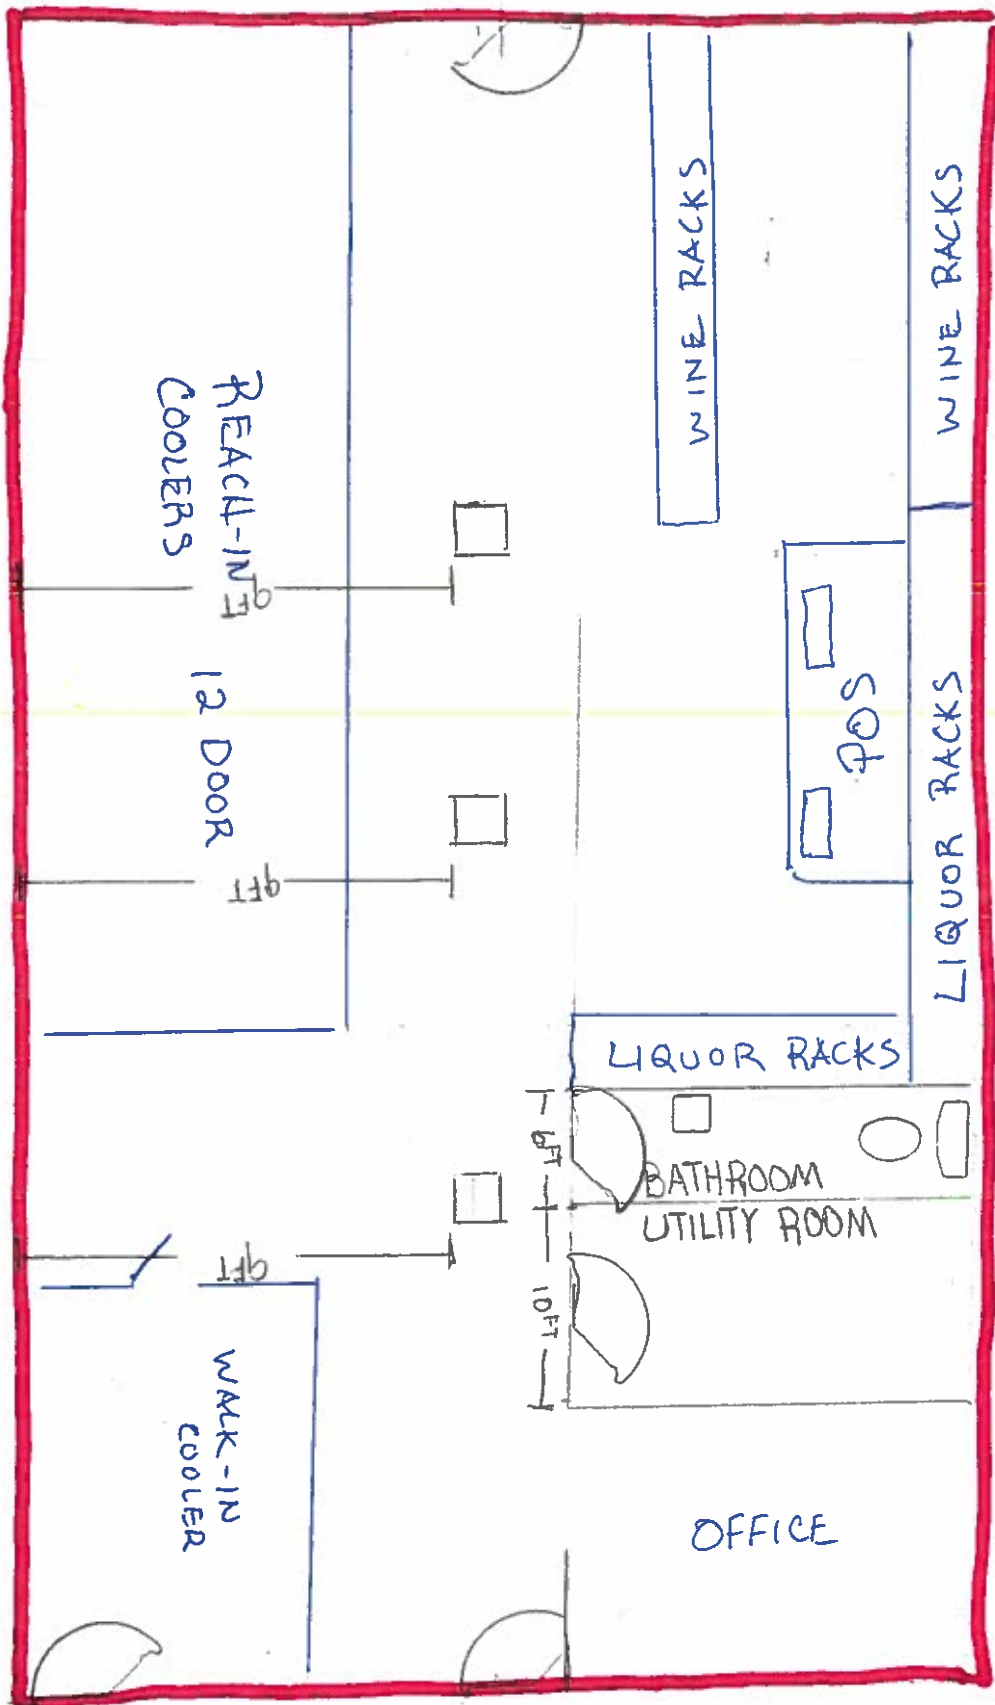 WINE RACKS
WINE RACKS
REACH-IN
COOLERS
9FT
12 DOOR
POS
LIQUOR RACKS
9FT
LIQUOR RACKS
6FT
BATHROOM
UTILITY ROOM
9FT
10FT
WALK-IN
COOLER
OFFICE